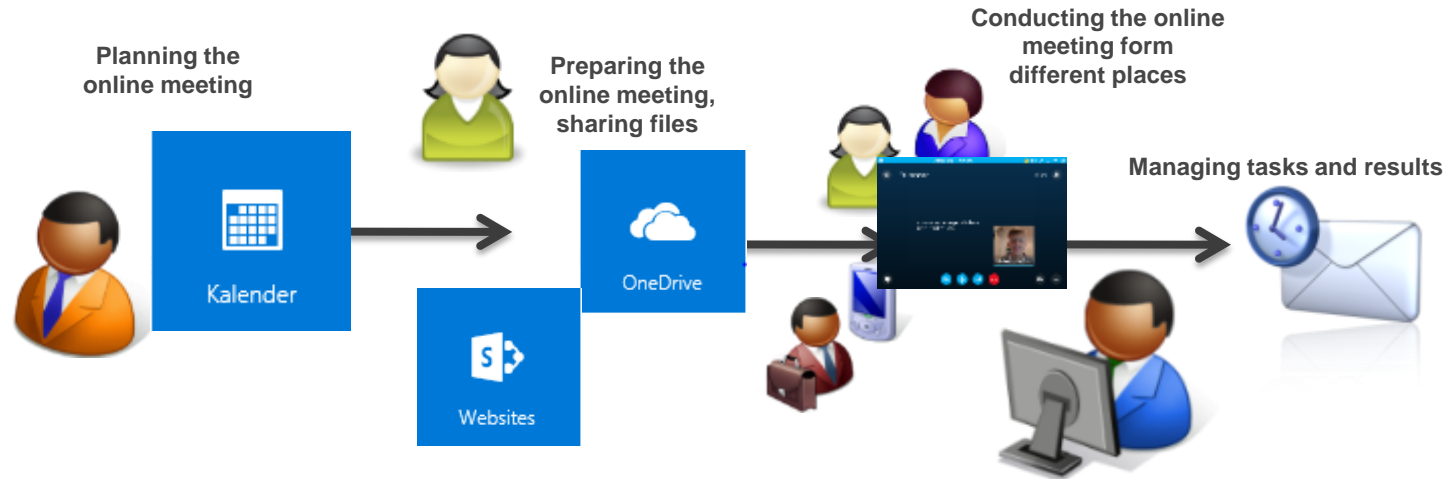 Planning the
online meeting
Kalender
Preparing the
online meeting,
sharing files
OneDrive
S
Websites
Conducting the online
meeting form
different places
Managing tasks and results